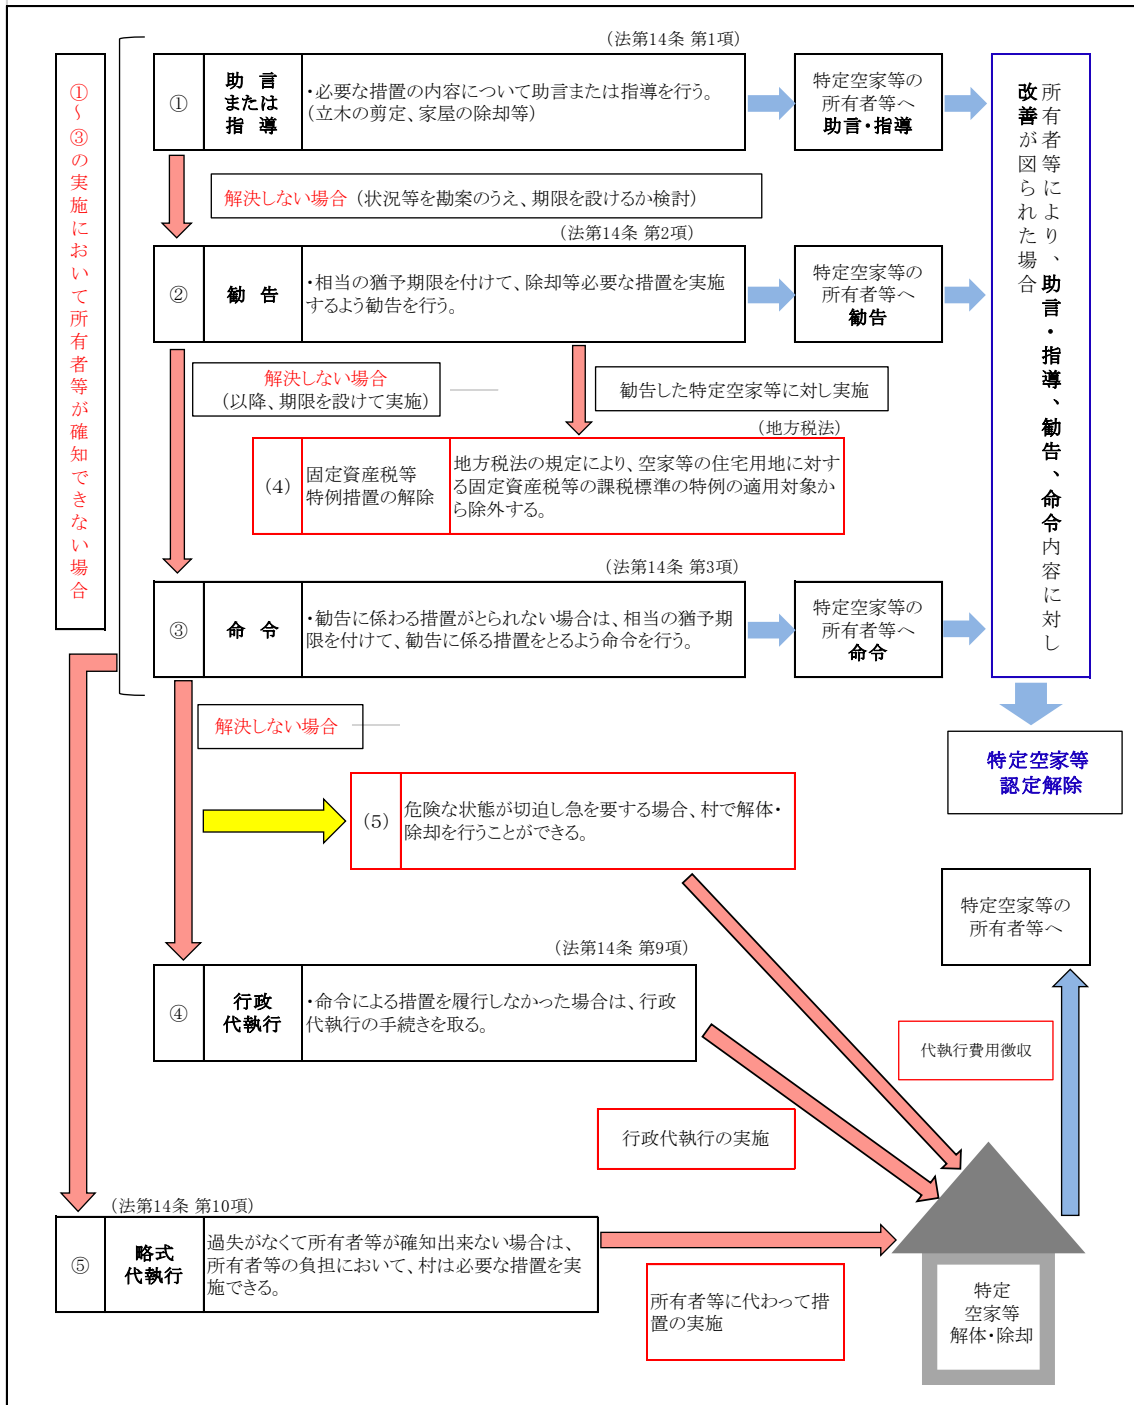 ①～③の実施において所有者等が確知できない場合
(法第14条 第1項)
①
助 言
または
指 導
・必要な措置の内容について助言または指導を行う。
(立木の剪定、家屋の除却等)
特定空家等の
所有者等へ
助言・指導
所有者等により、助言・指導、勧告、命令内容に対し
改善が図られた場合
解決しない場合 (状況等を勘案のうえ、期限を設けるか検討)
(法第14条 第2項)
②
勧 告
・相当の猶予期限を付けて、除却等必要な措置を実施
するよう勧告を行う。
特定空家等の
所有者等へ
勧告
解決しない場合
(以降、期限を設けて実施)
勧告した特定空家等に対し実施
(地方税法)
(4)
固定資産税等
特例措置の解除
地方税法の規定により、空家等の住宅用地に対す
る固定資産税等の課税標準の特例の適用対象か
ら除外する。
(法第14条 第3項)
③
命 令
・勧告に係わる措置がとられない場合は、相当の猶予期
限を付けて、勧告に係る措置をとるよう命令を行う。
特定空家等の
所有者等へ
命令
解決しない場合
特定空家等
認定解除
(5)
危険な状態が切迫し急を要する場合、村で解体・
除却を行うことができる。
特定空家等の
所有者等へ
(法第14条 第9項)
④
行政
代執行
・命令による措置を履行しなかった場合は、行政
代執行の手続きを取る。
代執行費用徴収
行政代執行の実施
(法第14条 第10項)
⑤
略式
代執行
過失がなくて所有者等が確知出来ない場合は、
所有者等の負担において、村は必要な措置を実
施できる。
所有者等に代わって措
置の実施
特定
空家等
解体・除却